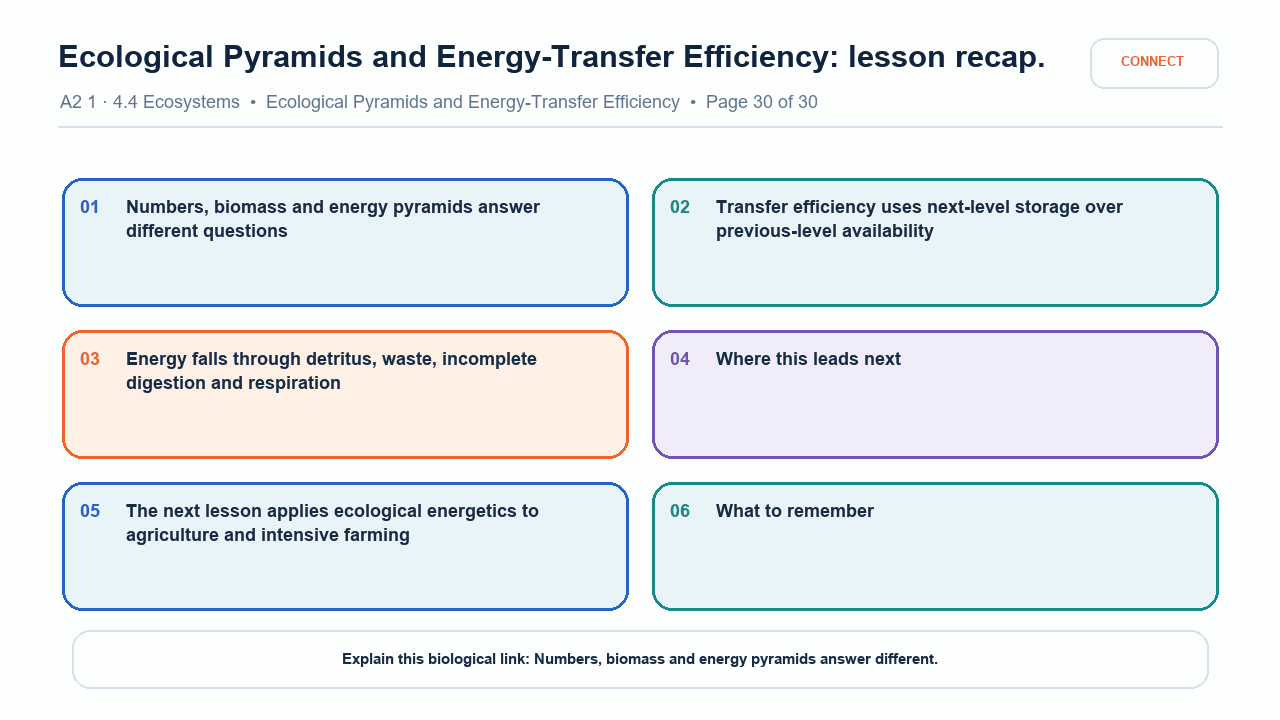 Ecological Pyramids and Energy-Transfer Efficiency: lesson recap.
CONNECT
A2 1 · 4.4 Ecosystems • Ecological Pyramids and Energy-Transfer Efficiency • Page 30 of 30
01 Numbers, biomass and energy pyramids answer
different questions
02 Transfer efficiency uses next-level storage over
previous-level availability
03 Energy falls through detritus, waste, incomplete
digestion and respiration
04 Where this leads next
05 The next lesson applies ecological energetics to
agriculture and intensive farming
06 What to remember
Explain this biological link: Numbers, biomass and energy pyramids answer different.